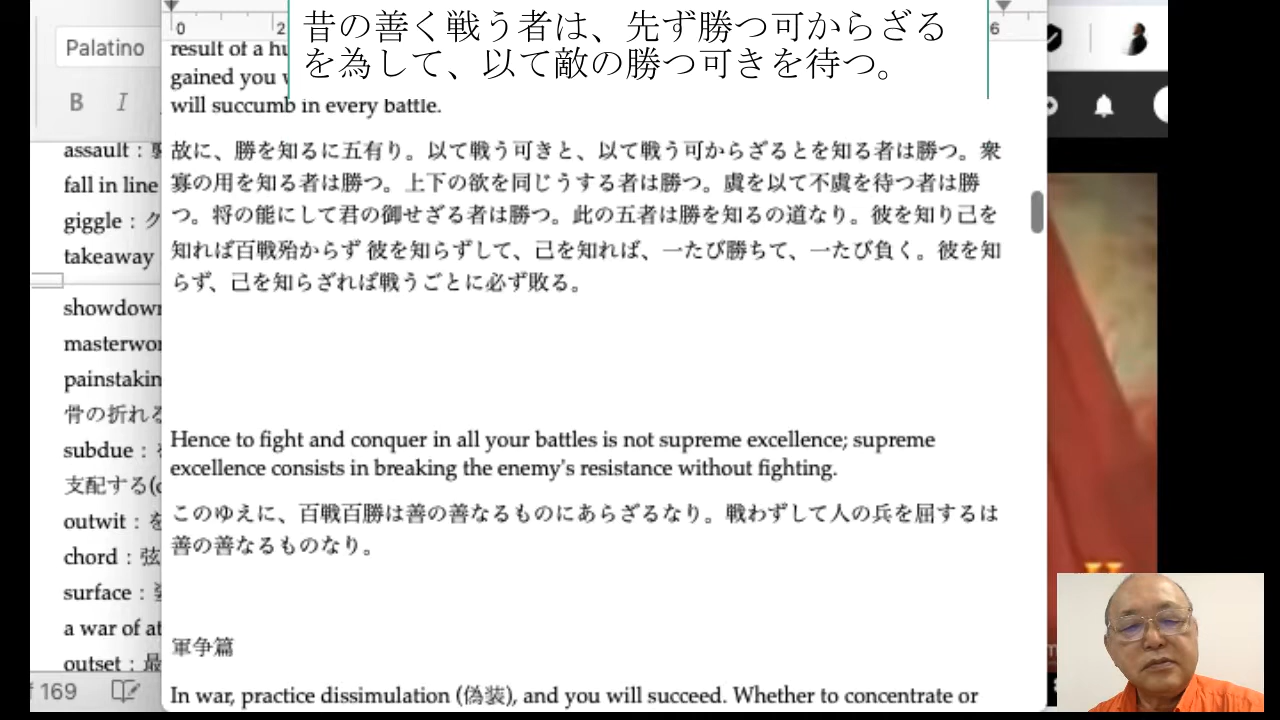 昔の善く戦う者は、先ず勝つ可からざる
を為して、以て敵の勝つ可きを待つ。
Palatino
0
2
6
B I
result of a hu
gained you w
will succumb in every battle.
故に、勝を知るに五有り。以て戦う可きと、以て戦う可からざるとを知る者は勝つ。衆
寡の用を知る者は勝つ。上下の欲を同じうする者は勝つ。虞を以て不虞を待つ者は勝
つ。将の能にして君の御せざる者は勝つ。此の五者は勝を知るの道なり。彼を知り己を
知れば百戦殆からず 彼を知らずして、己を知れば、一たび勝ちて、一たび負く。彼を知
らず、己を知らざれば戦うごとに必ず敗る。
Hence to fight and conquer in all your battles is not supreme excellence; supreme
excellence consists in breaking the enemy's resistance without fighting.
このゆえに、百戦百勝は善の善なるものにあらざるなり。戦わずして人の兵を屈するは
善の善なるものなり。
軍争篇
In war, practice dissimulation (偽装), and you will succeed. Whether to concentrate or
assault :
fall in line
giggle : ク
takeaway
showdown
masterwor
painstakin
骨の折れる
subdue :
支配する(c
outwit : を
chord : 弦
surface :
a war of at
outset : 最
169